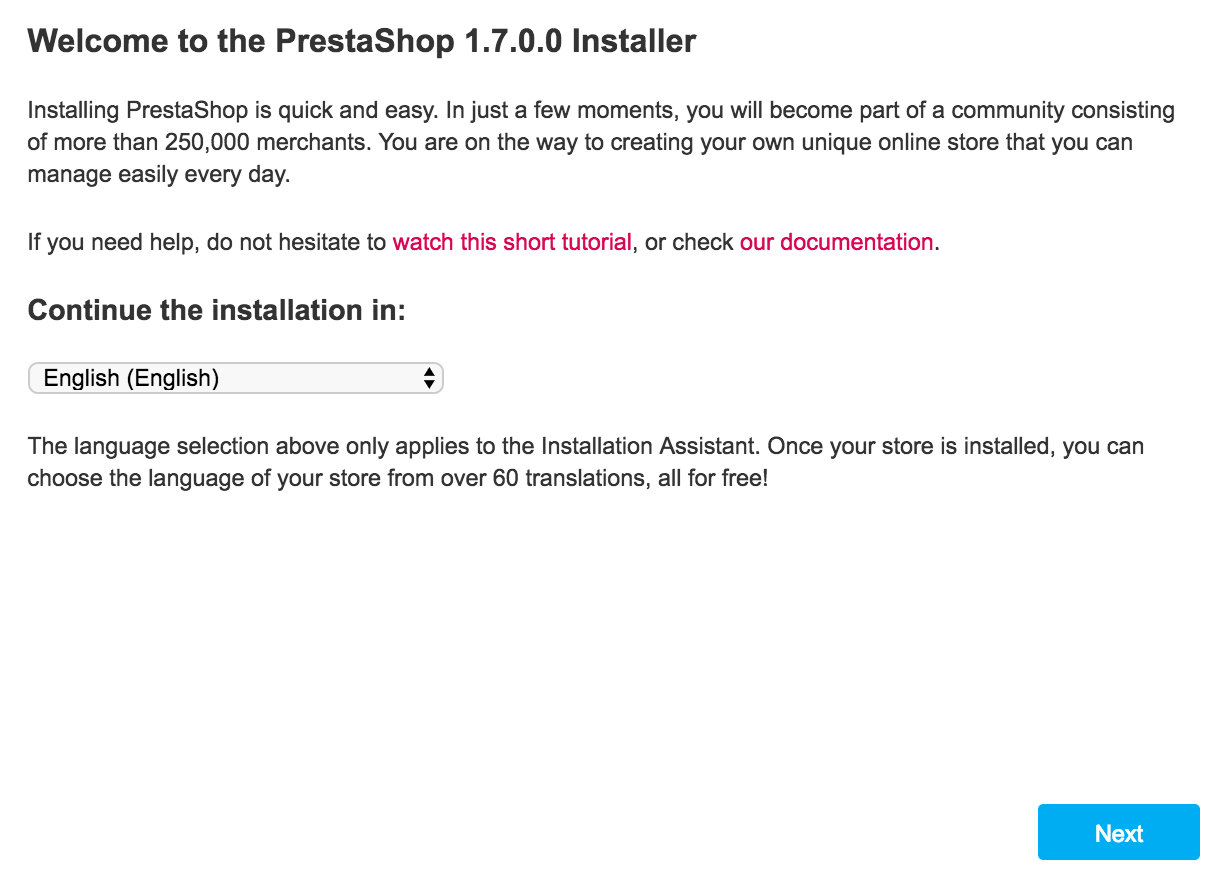 Welcome to the PrestaShop 1.7.0.0 Installer
Installing PrestaShop is quick and easy. In just a few moments, you will become part of a community consisting
of more than 250,000 merchants. You are on the way to creating your own unique online store that you can
manage easily every day.
If you need help, do not hesitate to watch this short tutorial, or check our documentation.
Continue the installation in:
English (English)
The language selection above only applies to the Installation Assistant. Once your store is installed, you can
choose the language of your store from over 60 translations, all for free!
Next